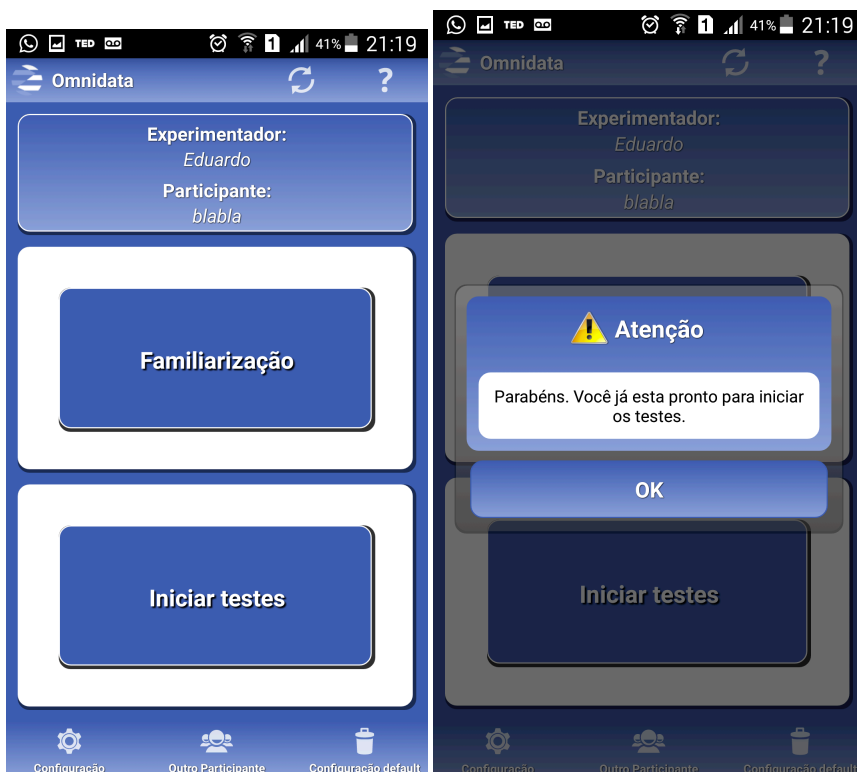 TED
1
41%
21:19
Omnidata
?
Experimentador:
Eduardo
Participante:
blabla
Familiarização
Iniciar testes
Configuração
Outro Participante
Configuração default
TED
1
41%
21:19
Omnidata
?
Experimentador:
Eduardo
Participante:
blabla
! Atenção
Parabéns. Você já esta pronto para iniciar
os testes.
OK
Iniciar testes
Configuração
Outro Participante
Configuração default